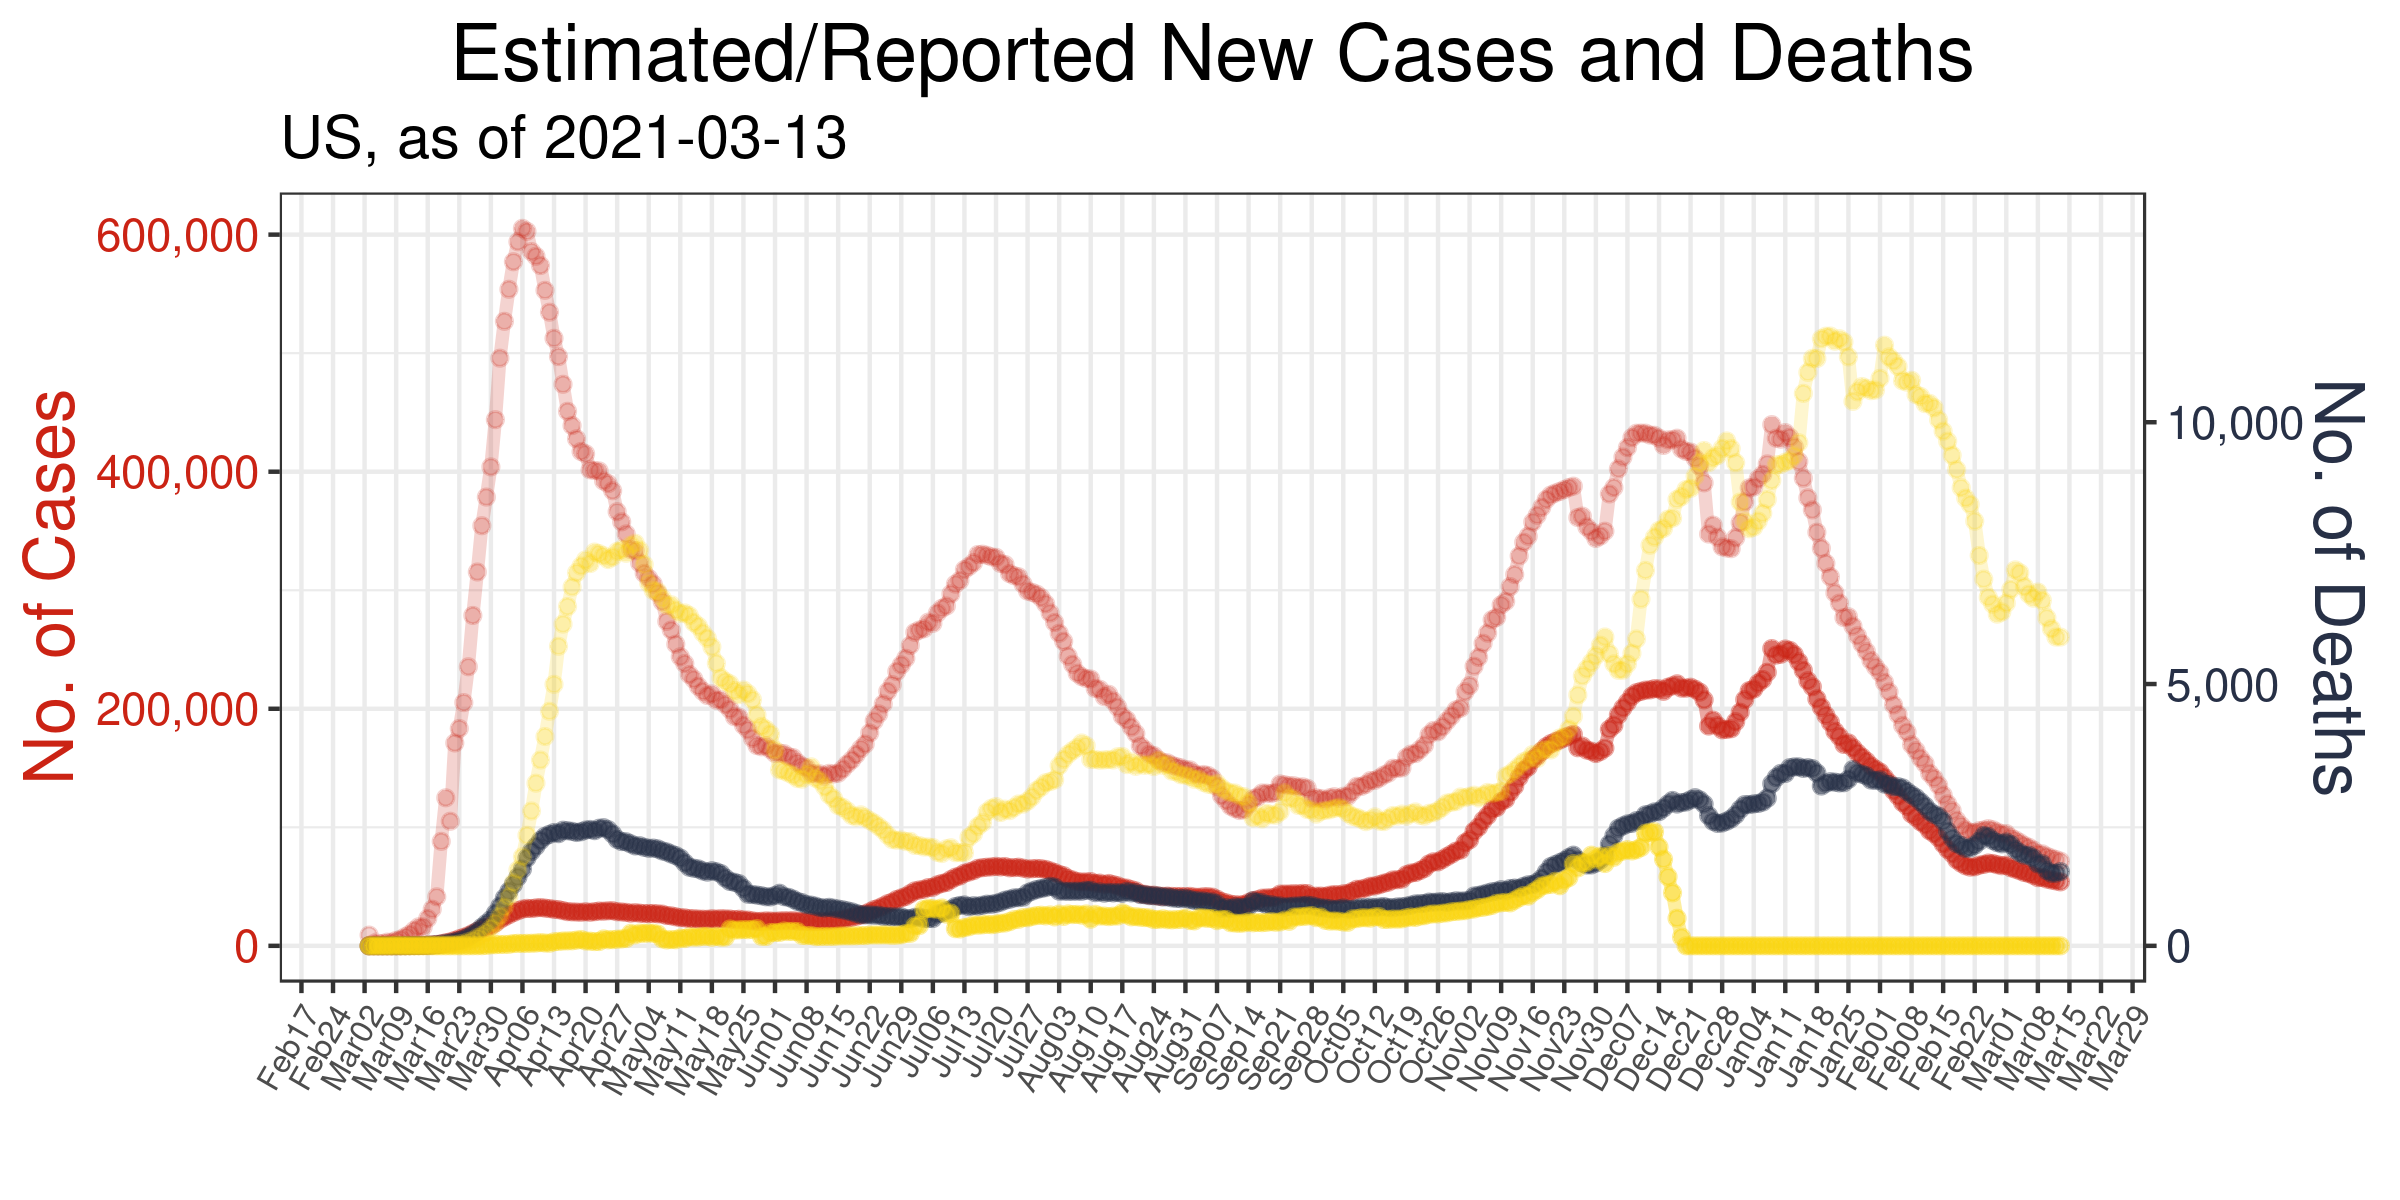 Estimated/Reported New Cases and Deaths
US, as of 2021-03-13
No. of Cases
600,000
400,000
200,000
0
10,000
5,000
0
No. of Deaths
Feb17
Feb24
Mar02
Mar09
Mar16
Mar23
Mar30
Apr06
Apr13
Apr20
Apr27
May04
May11
May18
May25
Jun01
Jun08
Jun15
Jun22
Jun29
Jul06
Jul13
Jul20
Jul27
Aug03
Aug10
Aug17
Aug24
Aug31
Sep07
Sep14
Sep21
Sep28
Oct05
Oct12
Oct19
Oct26
Nov02
Nov09
Nov16
Nov23
Nov30
Dec07
Dec14
Dec21
Dec28
Jan04
Jan11
Jan18
Jan25
Feb01
Feb08
Feb15
Feb22
Mar01
Mar08
Mar15
Mar22
Mar29